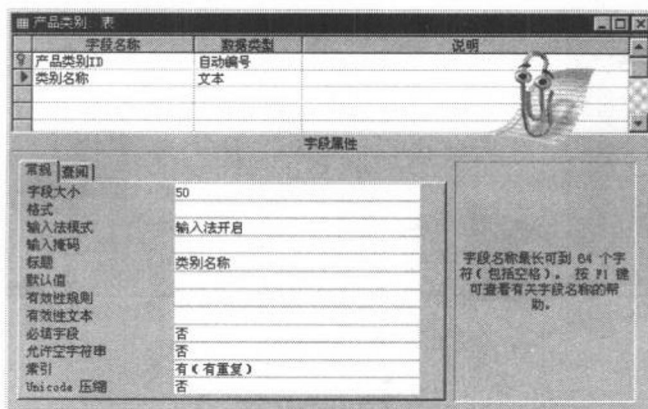 产品类别：表
字段名称 数据类型 说明
产品类别ID 自动编号
类别名称 文本
字段属性
常规 查阅
字段大小 50
格式
输入法模式 输入法开启
输入掩码
标题 类别名称
默认值
有效性规则
有效性文本
必填字段 否
允许空字符串 否
索引 有(有重复)
Unicode 压缩 否
字段名称最长可到 64 个字
符(包括空格)。按 F1 键
可查看有关字段名称的帮
助。